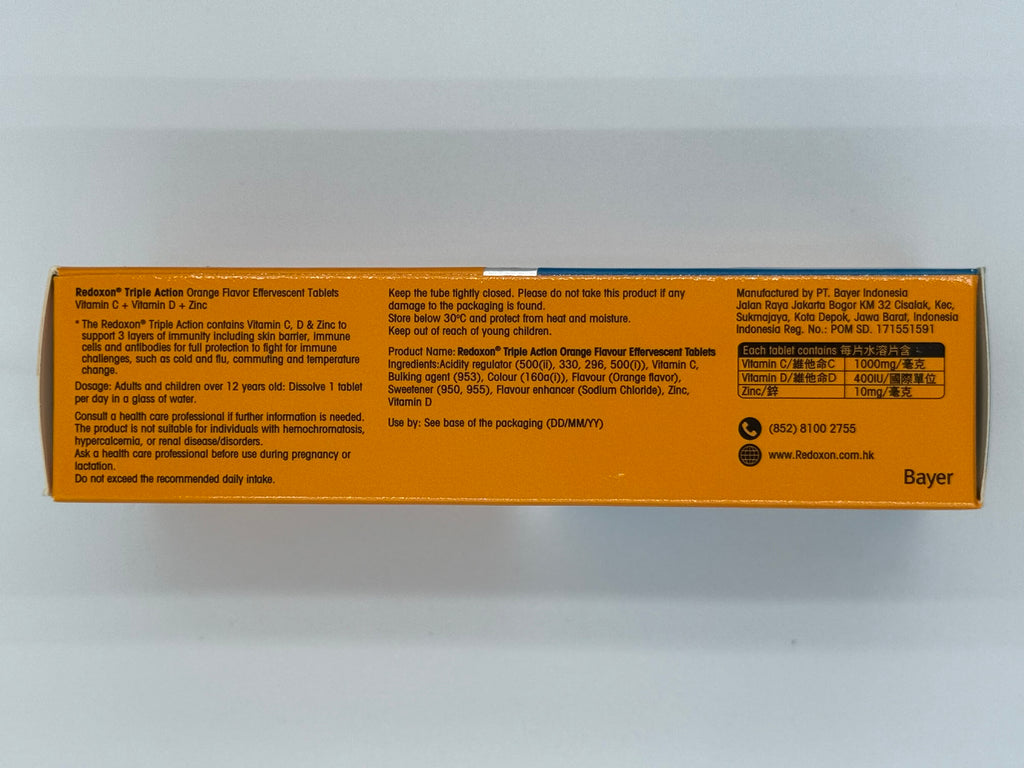 Redoxon® Triple Action Orange Flavor Effervescent Tablets
Vitamin C + Vitamin D + Zinc
* The Redoxon® Triple Action contains Vitamin C, D & Zinc to
support 3 layers of immunity including skin barrier, immune
cells and antibodies for full protection to fight for immune
challenges, such as cold and flu, commuting and temperature
change.
Dosage: Adults and children over 12 years old: Dissolve 1 tablet
per day in a glass of water.
Consult a health care professional if further information is needed.
The product is not suitable for individuals with hemochromatosis,
hypercalcemia, or renal disease/disorders.
Ask a health care professional before use during pregnancy or
lactation.
Do not exceed the recommended daily intake.
Keep the tube tightly closed. Please do not take this product if any
damage to the packaging is found.
Store below 30ºC and protect from heat and moisture.
Keep out of reach of young children.
Product Name: Redoxon® Triple Action Orange Flavour Effervescent Tablets
Ingredients:Acidity regulator (500(ii), 330, 296, 500(i)), Vitamin C,
Bulking agent (953), Colour (160a(i)), Flavour (Orange flavor),
Sweetener (950, 955), Flavour enhancer (Sodium Chloride), Zinc,
Vitamin D
Use by: See base of the packaging (DD/MM/YY)
Manufactured by PT. Bayer Indonesia
Jalan Raya Jakarta Bogor KM 32 Cisalak, Kec,
Sukmajaya, Kota Depok, Jawa Barat, Indonesia
Indonesia Reg. No.: POM SD. 171551591
Each tablet contains 每片水溶片含
Vitamin C/維他命C 1000mg/毫克
Vitamin D/維他命D 400IU/國際單位
Zinc/鋅 10mg/毫克
(852) 8100 2755
www.Redoxon.com.hk
Bayer